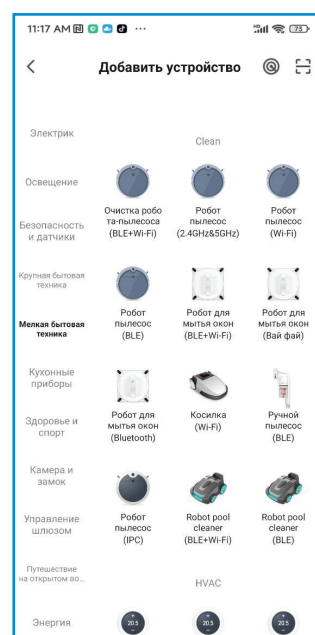 11:17 AM
73
Добавить устройство
Электрик
Clean
Освещение
Очистка робо
та-пылесоса
(BLE+Wi-Fi)
Робот
пылесос
(2.4GHz&5GHz)
Робот
пылесос
(Wi-Fi)
Безопасность
и датчики
Крупная бытовая
техника
Робот
пылесос
(BLE)
Робот для
мытья окон
(BLE+Wi-Fi)
Робот для
мытья окон
(Вай фай)
Мелкая бытовая
техника
Кухонные
приборы
Робот для
мытья окон
(Bluetooth)
Косилка
(Wi-Fi)
Ручной
пылесос
(BLE)
Здоровье и
спорт
Камера и
замок
Робот
пылесос
(IPC)
Robot pool
cleaner
(BLE+Wi-Fi)
Robot pool
cleaner
(BLE)
Управление
шлюзом
Путешествие
на открытом во...
HVAC
Энергия
20.5
20.5
20.5